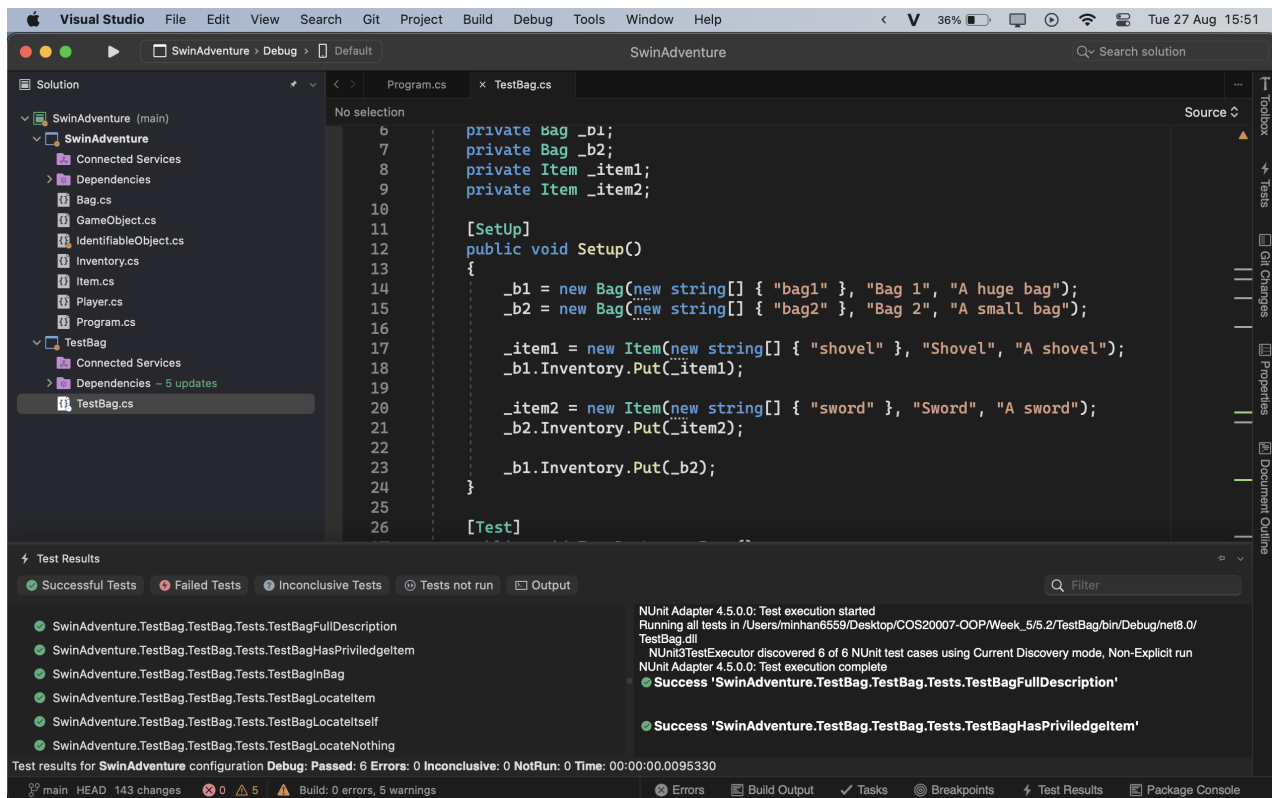 Visual Studio File Edit View Search Git Project Build Debug Tools Window Help < V 36% Tue 27 Aug 15:51
SwinAdventure > Debug > Default SwinAdventure Search solution
Solution Program.cs × TestBag.cs
No selection Source
SwinAdventure (main)
SwinAdventure
Connected Services
Dependencies
Bag.cs
GameObject.cs
IdentifiableObject.cs
Inventory.cs
Item.cs
Player.cs
Program.cs
TestBag
Connected Services
Dependencies – 5 updates
TestBag.cs
6 private Bag _b1;
7 private Bag _b2;
8 private Item _item1;
9 private Item _item2;
10
11 [SetUp]
12 public void Setup()
13 {
14 _b1 = new Bag(new string[] { "bag1" }, "Bag 1", "A huge bag");
15 _b2 = new Bag(new string[] { "bag2" }, "Bag 2", "A small bag");
16
17 _item1 = new Item(new string[] { "shovel" }, "Shovel", "A shovel");
18 _b1.Inventory.Put(_item1);
19
20 _item2 = new Item(new string[] { "sword" }, "Sword", "A sword");
21 _b2.Inventory.Put(_item2);
22
23 _b1.Inventory.Put(_b2);
24 }
25
26 [Test]
Toolbox
Tests
Git Changes
Properties
Document Outline
Test Results
Successful Tests Failed Tests Inconclusive Tests Tests not run Output Filter
SwinAdventure.TestBag.TestBag.Tests.TestBagFullDescription
SwinAdventure.TestBag.TestBag.Tests.TestBagHasPriviledgeItem
SwinAdventure.TestBag.TestBag.Tests.TestBagInBag
SwinAdventure.TestBag.TestBag.Tests.TestBagLocateItem
SwinAdventure.TestBag.TestBag.Tests.TestBagLocateItself
SwinAdventure.TestBag.TestBag.Tests.TestBagLocateNothing
NUnit Adapter 4.5.0.0: Test execution started
Running all tests in /Users/minhan6559/Desktop/COS20007-OOP/Week_5/5.2/TestBag/bin/Debug/net8.0/
TestBag.dll
NUnit3TestExecutor discovered 6 of 6 NUnit test cases using Current Discovery mode, Non-Explicit run
NUnit Adapter 4.5.0.0: Test execution complete
Success 'SwinAdventure.TestBag.TestBag.Tests.TestBagFullDescription'
Success 'SwinAdventure.TestBag.TestBag.Tests.TestBagHasPriviledgeItem'
Test results for SwinAdventure configuration Debug: Passed: 6 Errors: 0 Inconclusive: 0 NotRun: 0 Time: 00:00:00.0095330
main HEAD 143 changes 0 5 Build: 0 errors, 5 warnings Errors Build Output Tasks Breakpoints Test Results Package Console